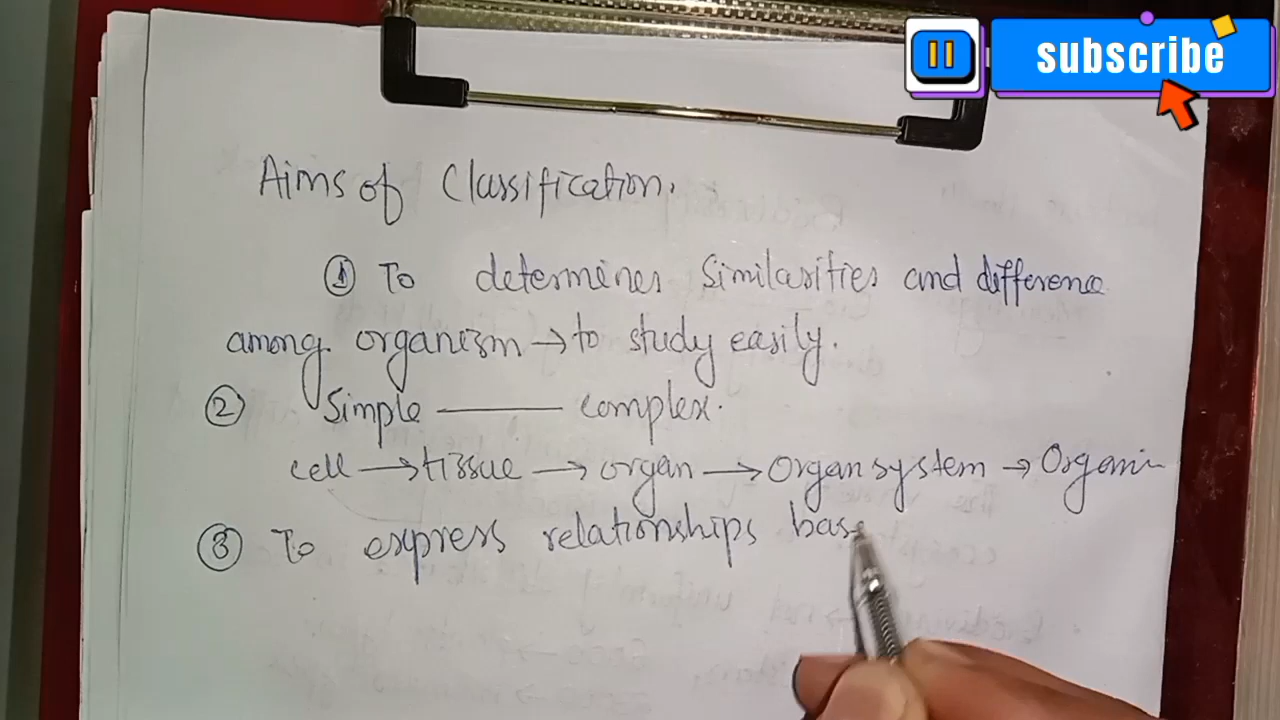 subscribe
Aims of Classification.
① To determines Similarities and difference
among organism → to study easily.
② Simple —— complex.
cell → tissue → organ → Organ system → Organi
③ To express relationships bas